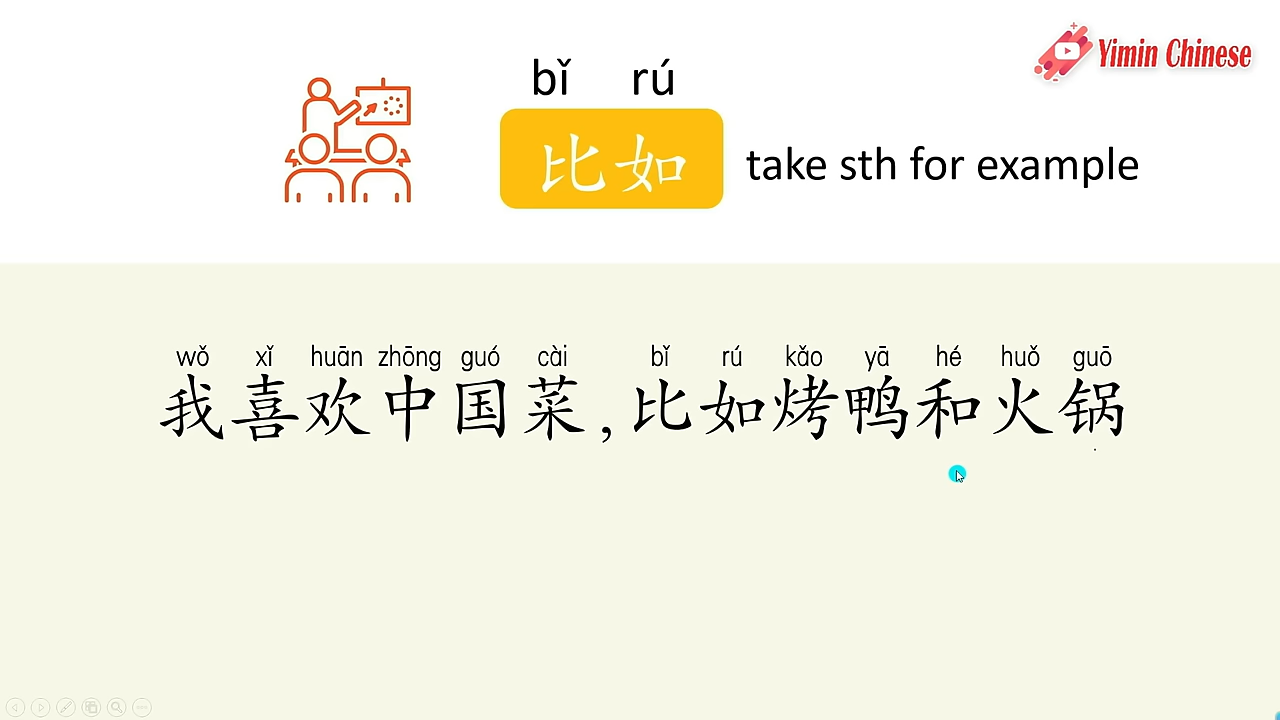 Yimin Chinese
bǐ rú
比如
take sth for example
wǒ xǐ huān zhōng guó cài bǐ rú kǎo yā hé huǒ guō
我喜欢中国菜,比如烤鸭和火锅